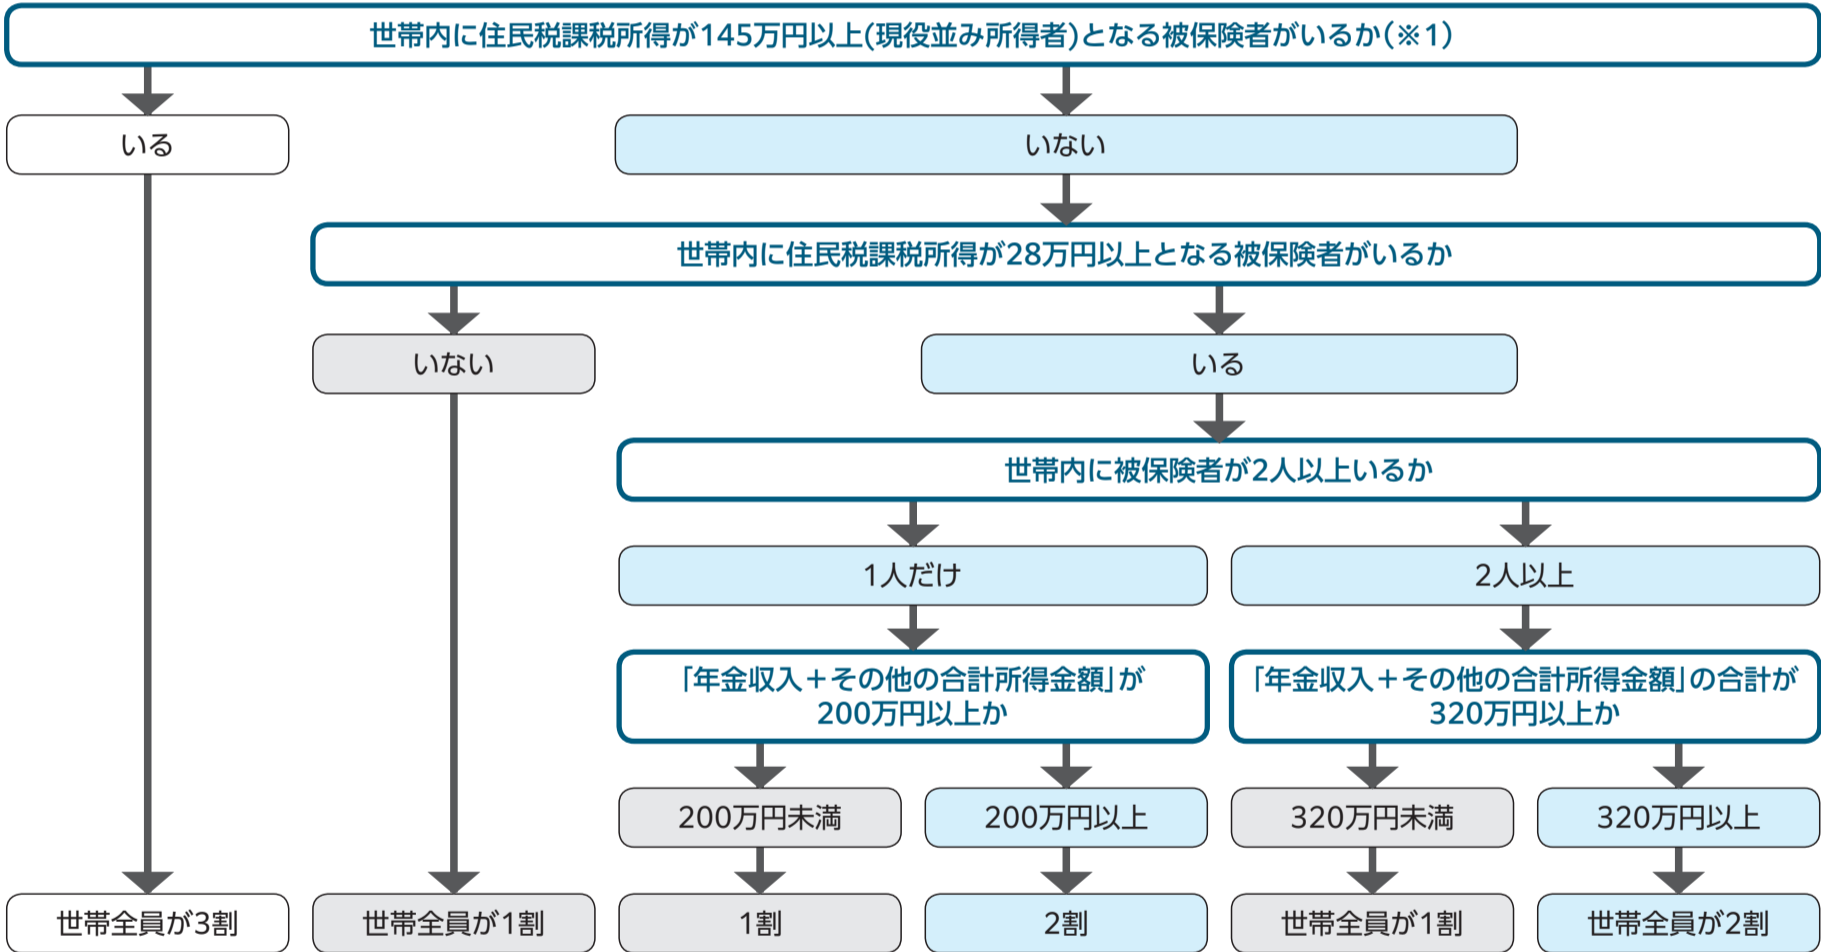 世帯内に住民税課税所得が145万円以上(現役並み所得者)となる被保険者がいるか(※1)
いる
いない
世帯内に住民税課税所得が28万円以上となる被保険者がいるか
いない
いる
世帯内に被保険者が2人以上いるか
1人だけ
2人以上
「年金収入＋その他の合計所得金額」が
200万円以上か
「年金収入＋その他の合計所得金額」の合計が
320万円以上か
200万円未満
200万円以上
320万円未満
320万円以上
世帯全員が3割
世帯全員が1割
1割
2割
世帯全員が1割
世帯全員が2割